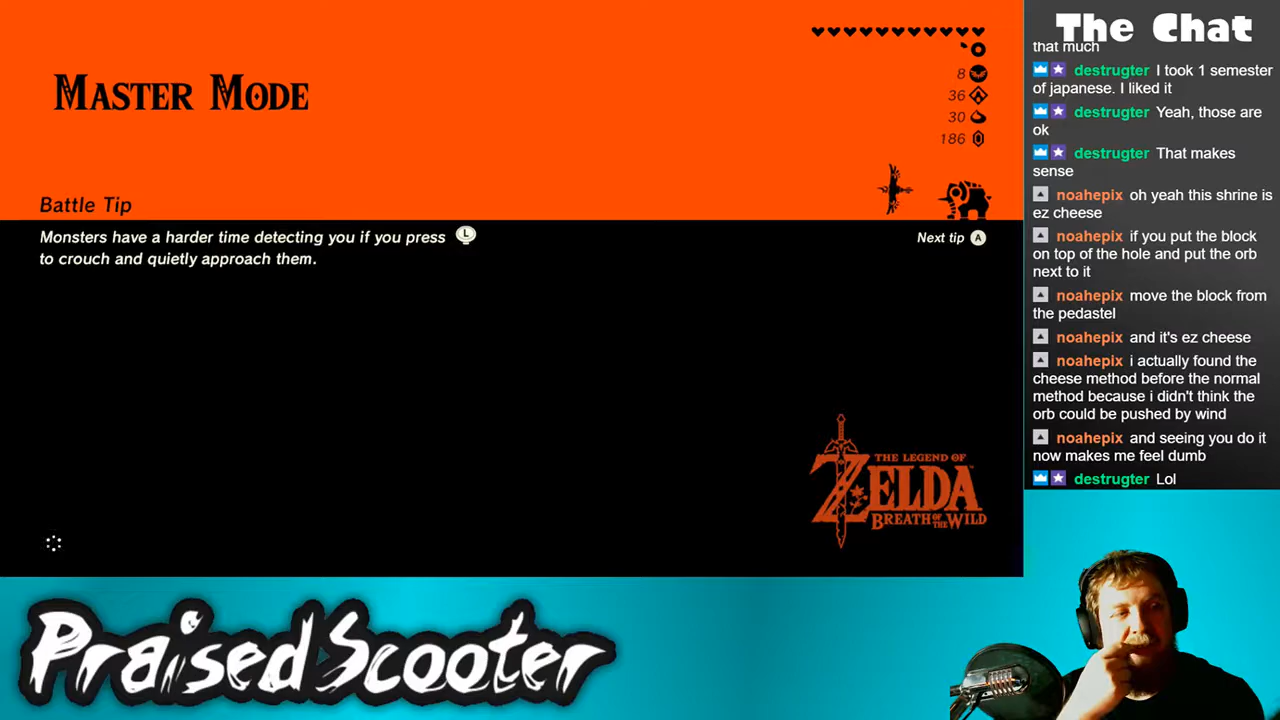 MASTER MODE
8
36
30
186
Battle Tip
Monsters have a harder time detecting you if you press L
to crouch and quietly approach them.
Next tip A
THE LEGEND OF
ZELDA
BREATH OF THE WILD
The Chat
that much
destrugter I took 1 semester
of japanese. I liked it
destrugter Yeah, those are
ok
destrugter That makes
sense
noahepix oh yeah this shrine is
ez cheese
noahepix if you put the block
on top of the hole and put the orb
next to it
noahepix move the block from
the pedastel
noahepix and it's ez cheese
noahepix i actually found the
cheese method before the normal
method because i didn't think the
orb could be pushed by wind
noahepix and seeing you do it
now makes me feel dumb
destrugter Lol
PraisedScooter